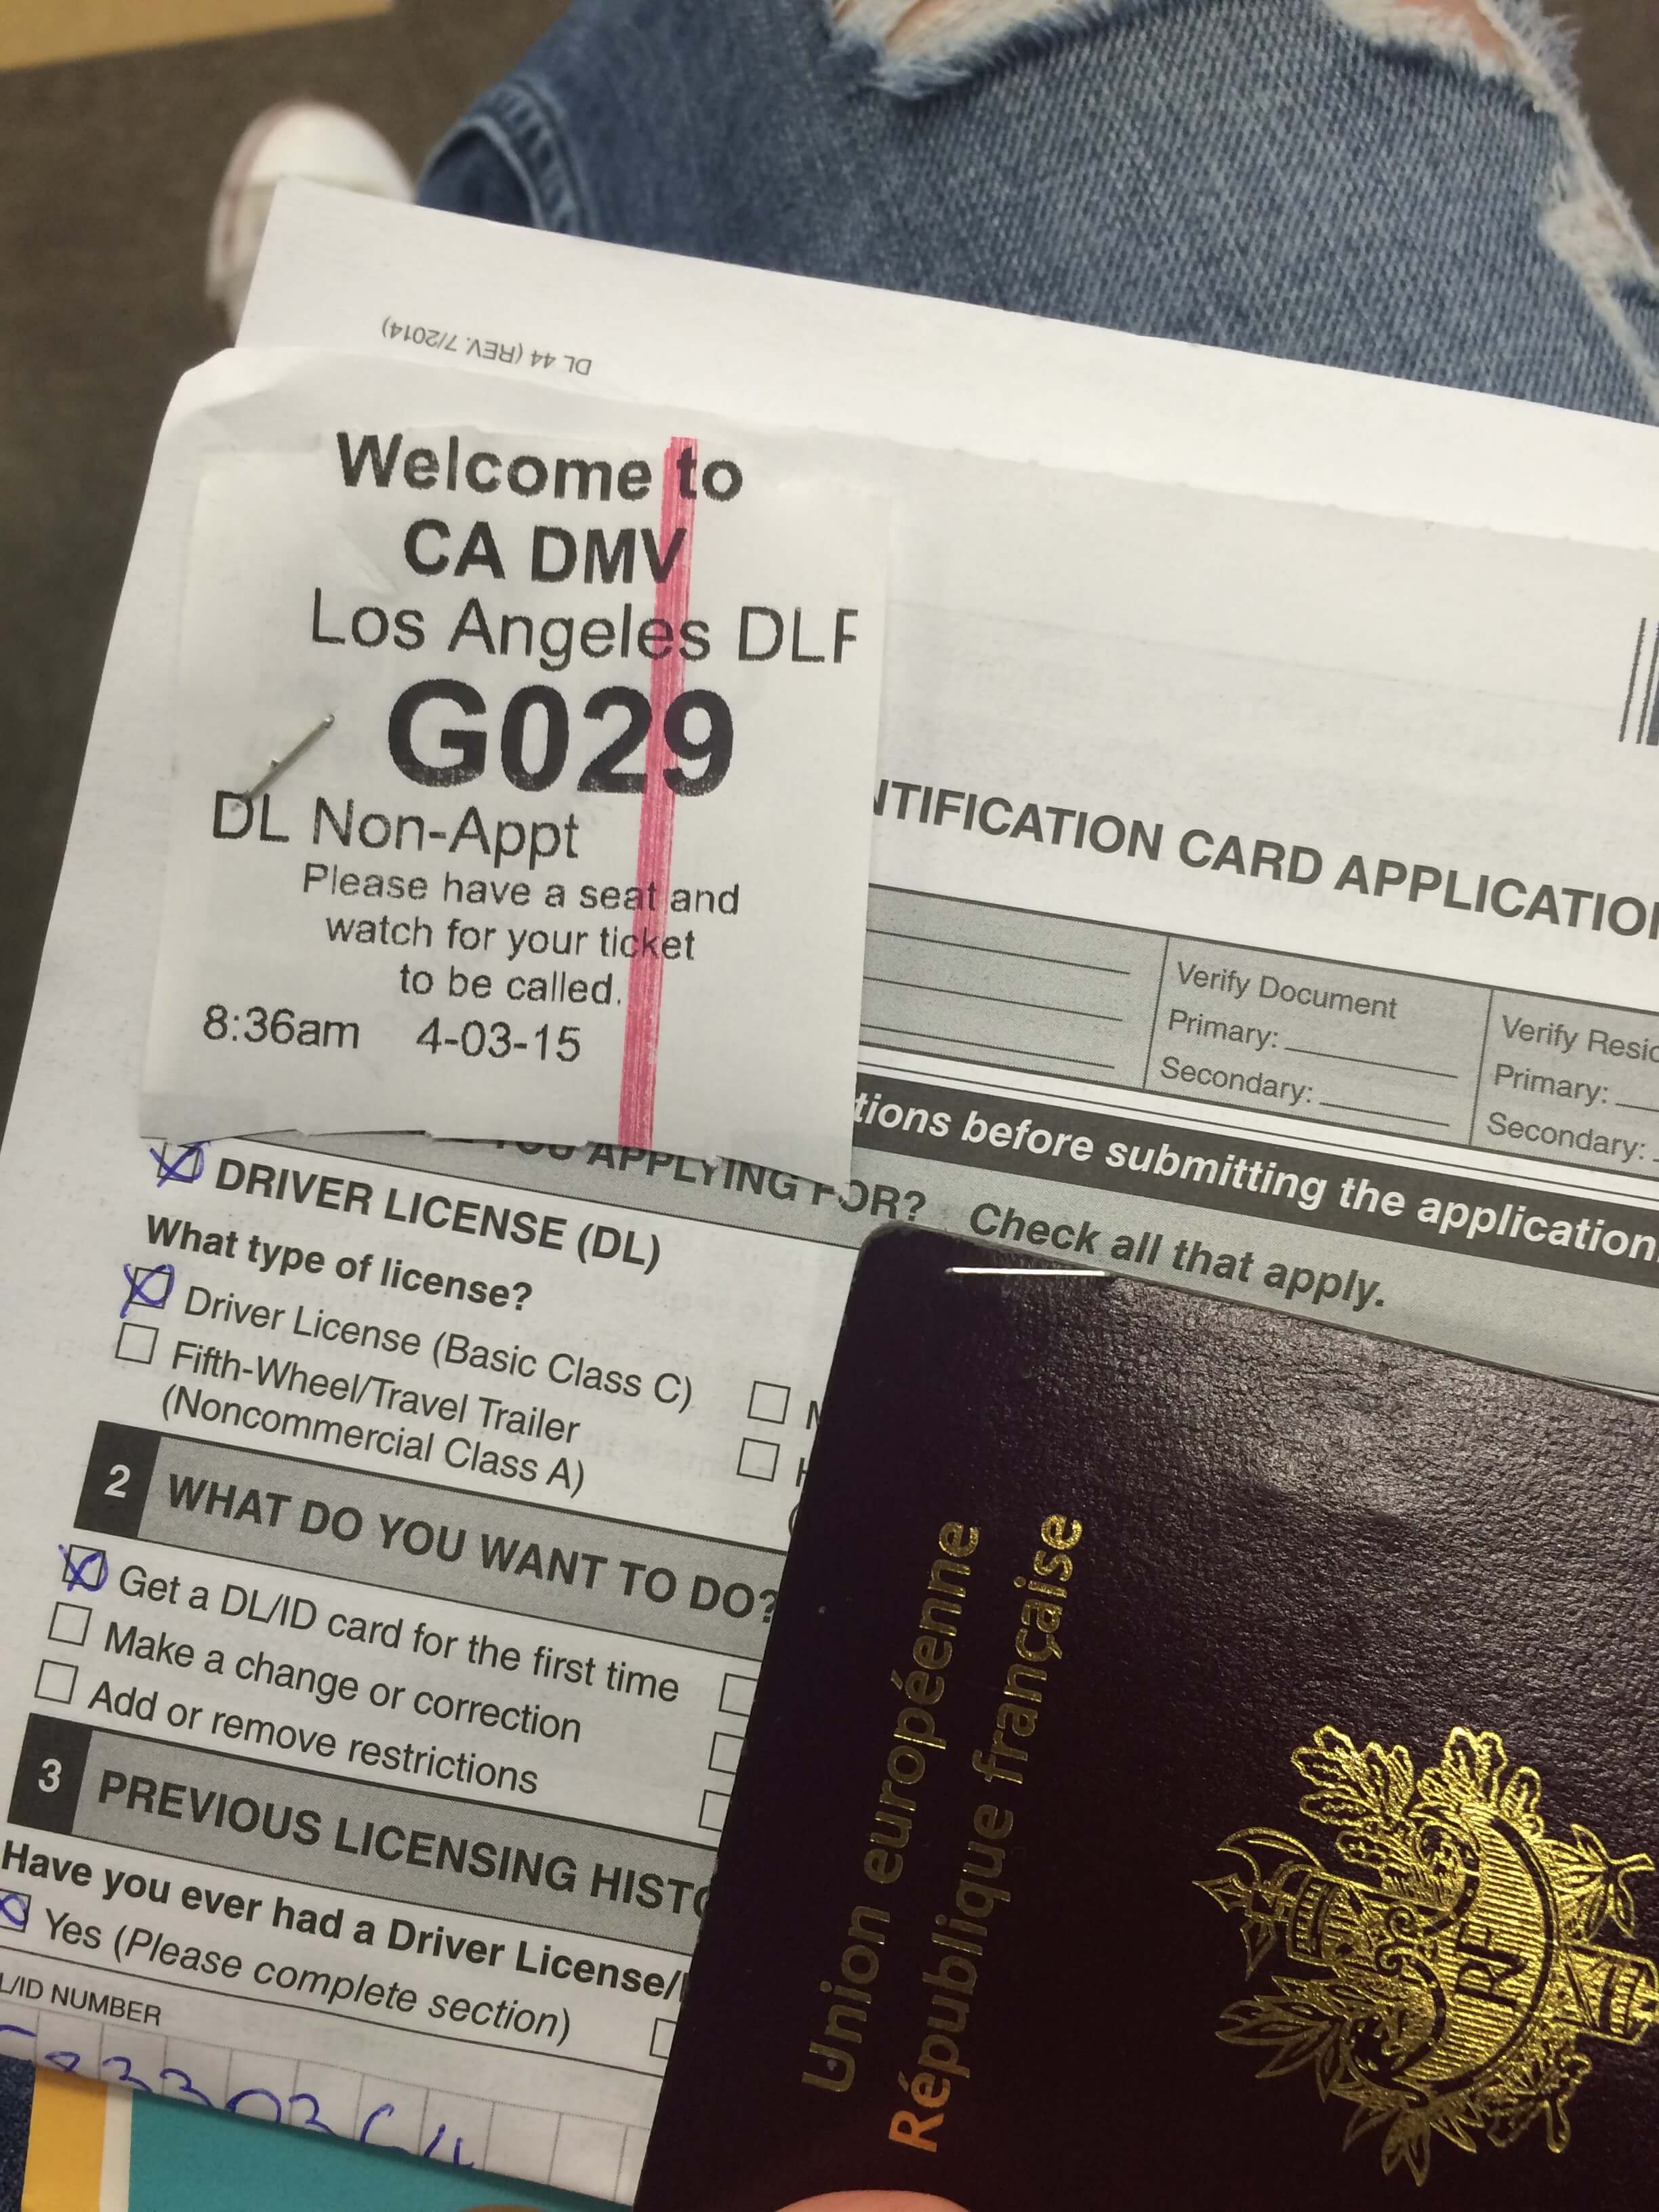 DL 44 (REV. 7/2014)
Welcome to
CA DMV
Los Angeles DLF
G029
DL Non-Appt
Please have a seat and
watch for your ticket
to be called.
8:36am 4-03-15
NTIFICATION CARD APPLICATIO
Verify Document
Primary:
Secondary:
Verify Resic
Primary:
Secondary:
tions before submitting the application.
YOU APPLYING FOR? Check all that apply.
DRIVER LICENSE (DL)
What type of license?
Driver License (Basic Class C)
Fifth-Wheel/Travel Trailer
(Noncommercial Class A)
2 WHAT DO YOU WANT TO DO?
Get a DL/ID card for the first time
Make a change or correction
Add or remove restrictions
3 PREVIOUS LICENSING HISTO
Have you ever had a Driver License/
Yes (Please complete section)
L/ID NUMBER
Union européenne
République française
RF